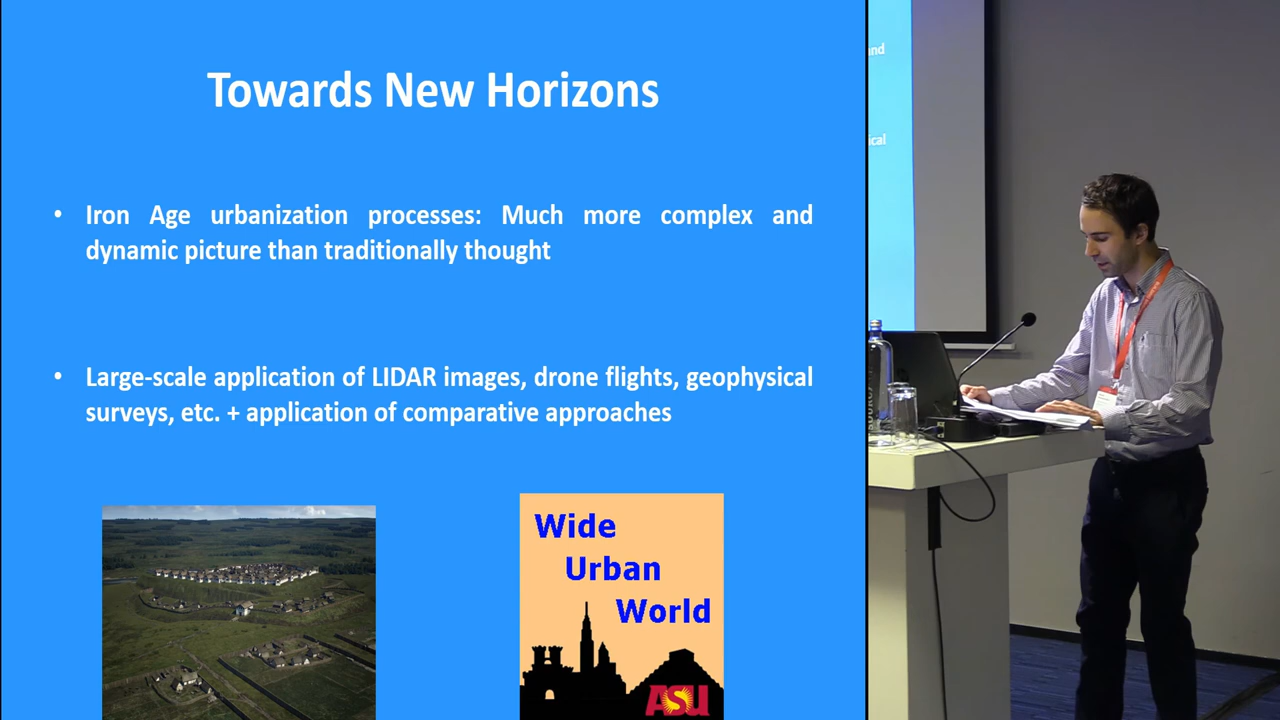 Towards New Horizons
• Iron Age urbanization processes: Much more complex and
dynamic picture than traditionally thought
• Large-scale application of LIDAR images, drone flights, geophysical
surveys, etc. + application of comparative approaches
Wide
Urban
World
ASU